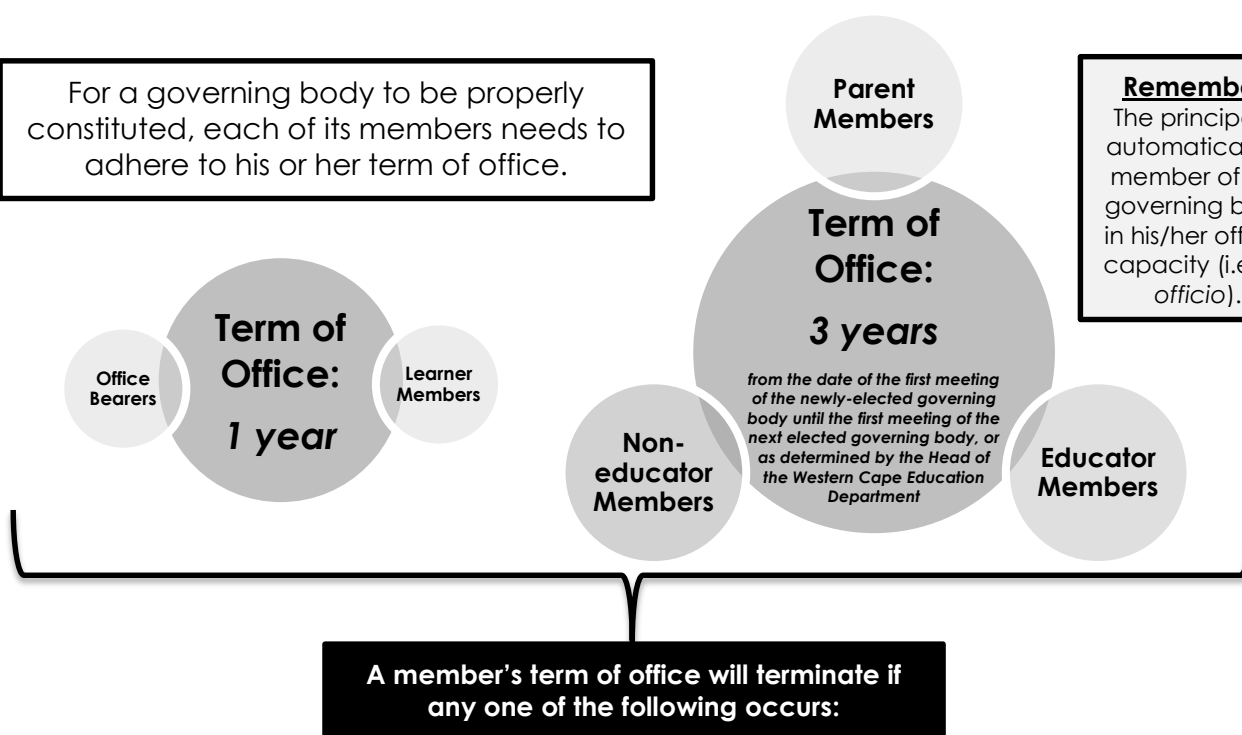 For a governing body to be properly
constituted, each of its members needs to
adhere to his or her term of office.
Parent
Members
The
automatica
member of
governing b
in his/her off
capacity (i.e
officio).
Term of
Office:
3 years
from the date of the first meeting
of the newly-elected governing
body until the first meeting of the
next elected governing body, or
as determined by the Head of
the Western Cape Education
Department
Term of
Office:
1 year
Office
Bearers
Learner
Members
Non-
educator
Members
Educator
Members
A member’s term of office will terminate if
any one of the following occurs: